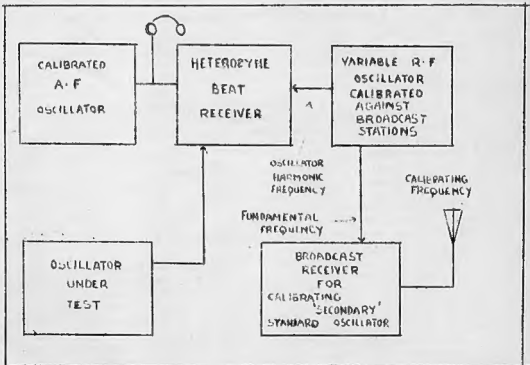 CALIBRATED
A·F
OSCILLATOR
HETERODYNE
BEAT
RECEIVER
VARIABLE R·F
OSCILLATOR
CALIBRATED
AGAINST
BROADCAST
STATIONS
OSCILLATOR
HARMONIC
FREQUENCY
CALIBRATING
FREQUENCY
FUNDAMENTAL
FREQUENCY
OSCILLATOR
UNDER
TEST
BROADCAST
RECEIVER
FOR
CALIBRATING 'SECONDARY'
STANDARD OSCILLATOR